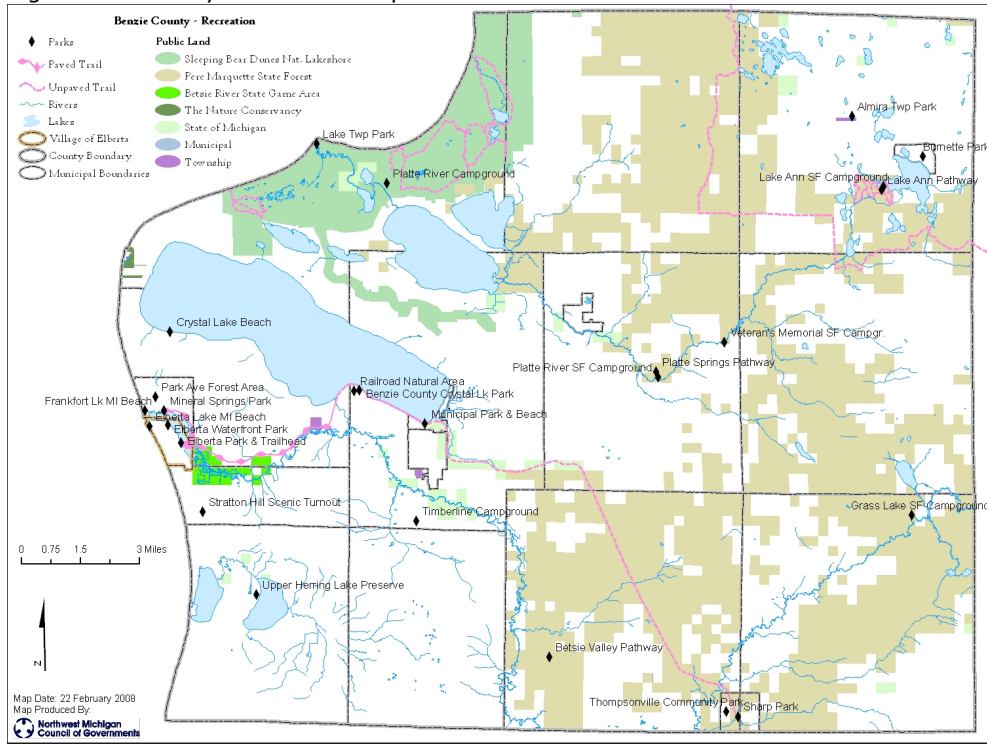 Benzie County - Recreation
Parks
Paved Trail
Unpaved Trail
Rivers
Lakes
Village of Elberta
County Boundary
Municipal Boundaries
Public Land
Sleeping Bear Dunes Nat. Lakeshore
Pere Marquette State Forest
Betsie River State Game Area
The Nature Conservancy
State of Michigan
Municipal
Township
Lake Twp Park
Platte River Campground
Almira Twp Park
Burnette Park
Lake Ann SF Campground
Lake Ann Pathway
Crystal Lake Beach
Veteran's Memorial SF Campgr.
Platte River SF Campground
Platte Springs Pathway
Railroad Natural Area
Benzie County Crystal Lk Park
Park Ave Forest Area
Frankfort Lk MI Beach
Mineral Springs Park
Municpal Park & Beach
Elberta Lake MI Beach
Elberta Waterfront Park
Elberta Park & Trailhead
Stratton Hill Scenic Turnout
Timberline Campground
Grass Lake SF Campground
0 0.75 1.5 3 Miles
Upper Herring Lake Preserve
N
Betsie Valley Pathway
Thompsonville Community Park
Sharp Park
Map Date: 22 February 2008
Map Produced By:
Northwest Michigan
Council of Governments